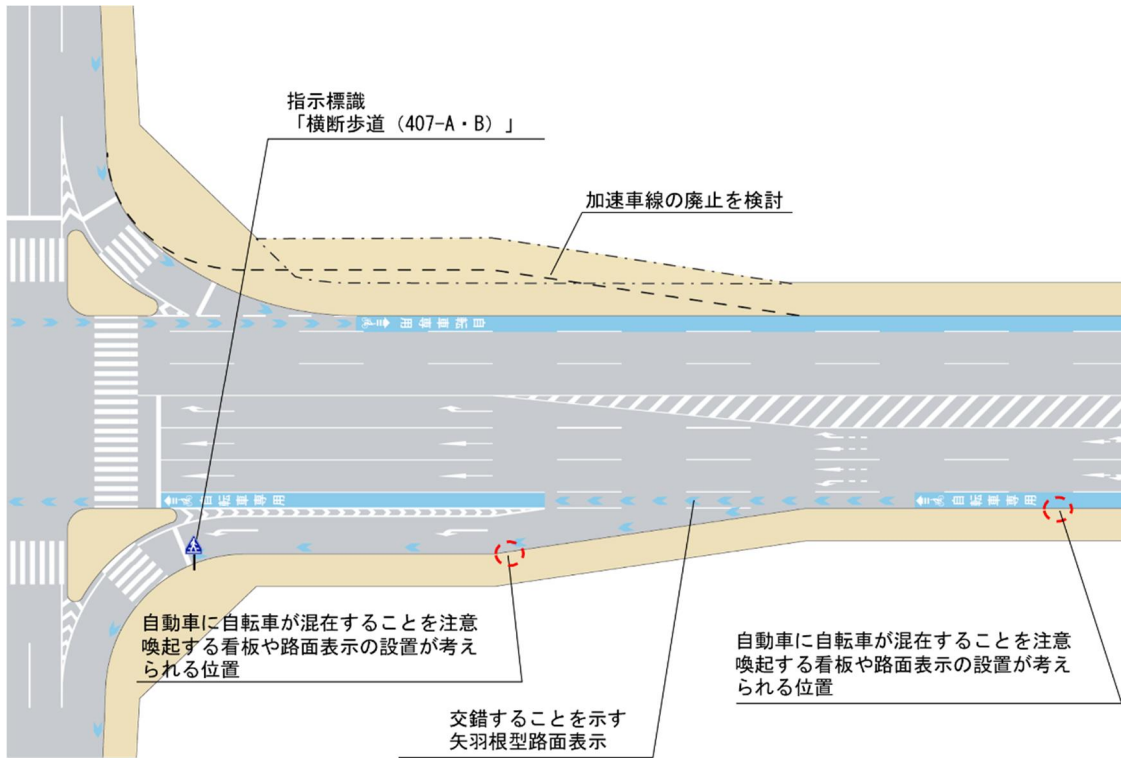 指示標識
「横断歩道（407-A・B）」
加速車線の廃止を検討
自転車専用
自転車専用
自転車専用
自動車に自転車が混在することを注意
喚起する看板や路面表示の設置が考え
られる位置
自動車に自転車が混在することを注意
喚起する看板や路面表示の設置が考え
られる位置
交錯することを示す
矢羽根型路面表示